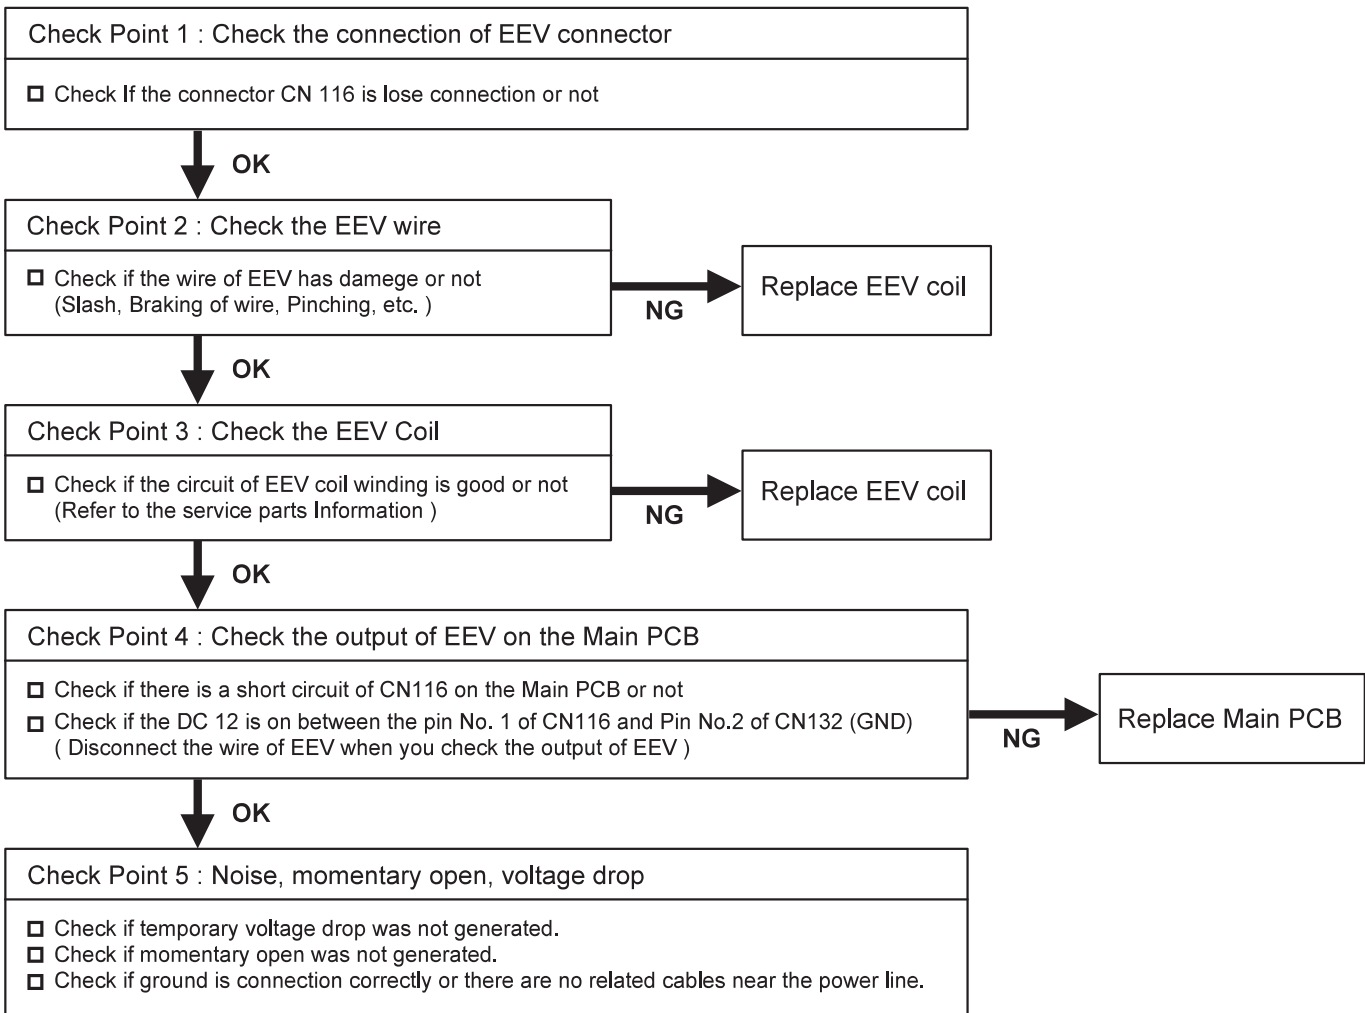 Check Point 1 : Check the connection of EEV connector
Check If the connector CN 116 is lose connection or not
OK
Check Point 2 : Check the EEV wire
Check if the wire of EEV has damege or not
(Slash, Braking of wire, Pinching, etc. )
NG
Replace EEV coil
OK
Check Point 3 : Check the EEV Coil
Check if the circuit of EEV coil winding is good or not
(Refer to the service parts Information )
NG
Replace EEV coil
OK
Check Point 4 : Check the output of EEV on the Main PCB
Check if there is a short circuit of CN116 on the Main PCB or not
Check if the DC 12 is on between the pin No. 1 of CN116 and Pin No.2 of CN132 (GND)
( Disconnect the wire of EEV when you check the output of EEV )
NG
Replace Main PCB
OK
Check Point 5 : Noise, momentary open, voltage drop
Check if temporary voltage drop was not generated.
Check if momentary open was not generated.
Check if ground is connection correctly or there are no related cables near the power line.